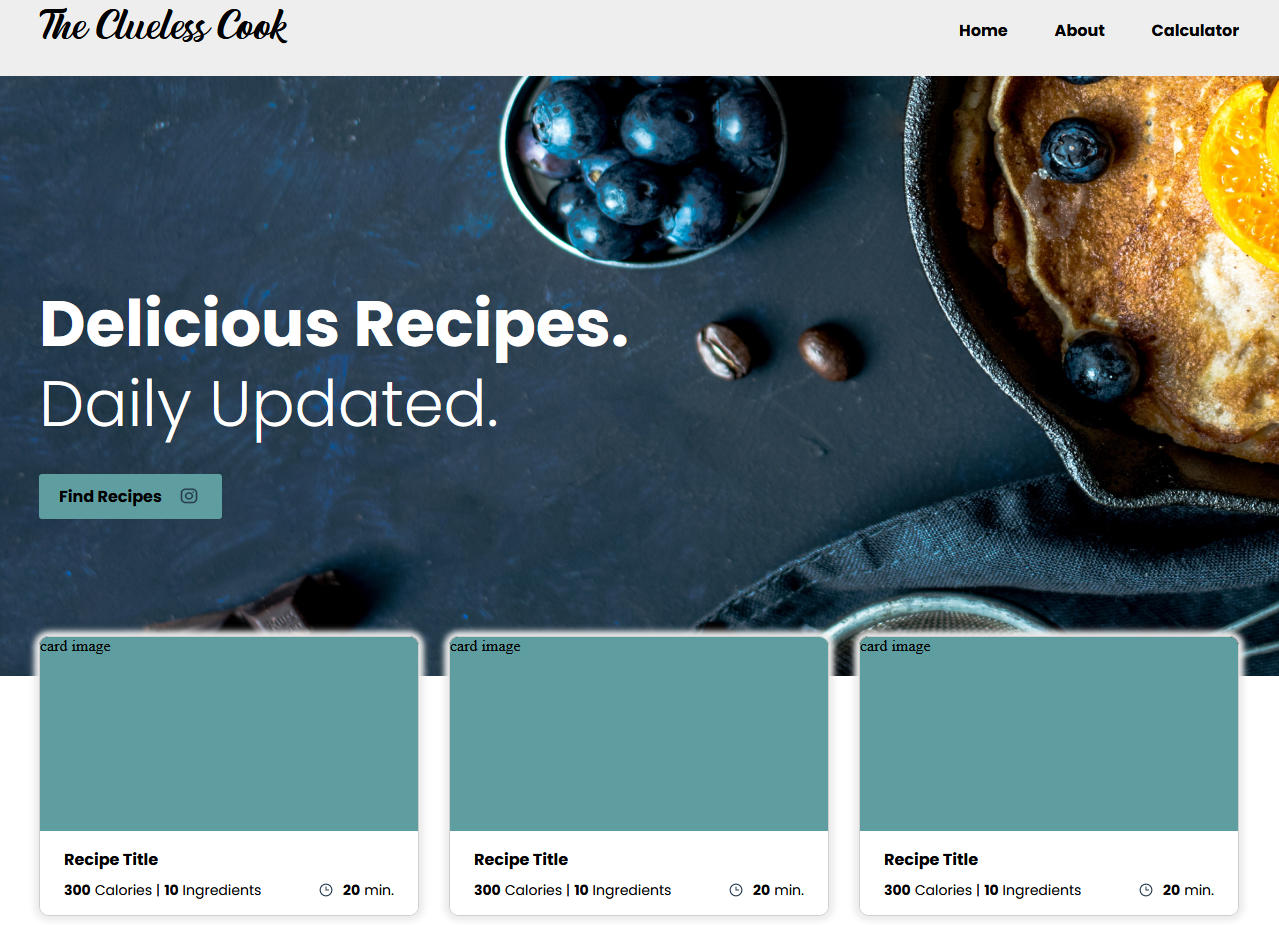 The Clueless Cook
Home About Calculator
Delicious Recipes.
Daily Updated.
Find Recipes
card image card image card image
Recipe Title Recipe Title Recipe Title
300 Calories | 10 Ingredients 20 min. 300 Calories | 10 Ingredients 20 min. 300 Calories | 10 Ingredients 20 min.